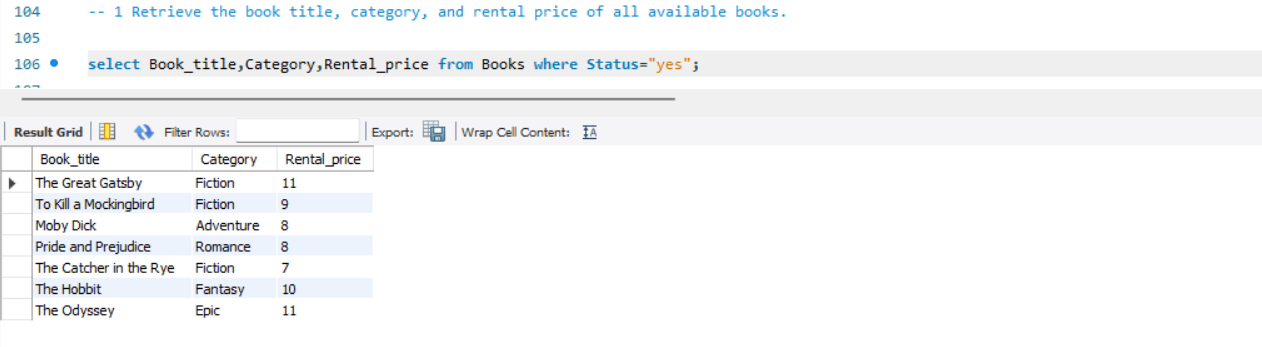 104 -- 1 Retrieve the book title, category, and rental price of all available books.
105
106 select Book_title,Category,Rental_price from Books where Status="yes";
Result Grid Filter Rows: Export: Wrap Cell Content: IA
Book_title Category Rental_price
The Great Gatsby Fiction 11
To Kill a Mockingbird Fiction 9
Moby Dick Adventure 8
Pride and Prejudice Romance 8
The Catcher in the Rye Fiction 7
The Hobbit Fantasy 10
The Odyssey Epic 11